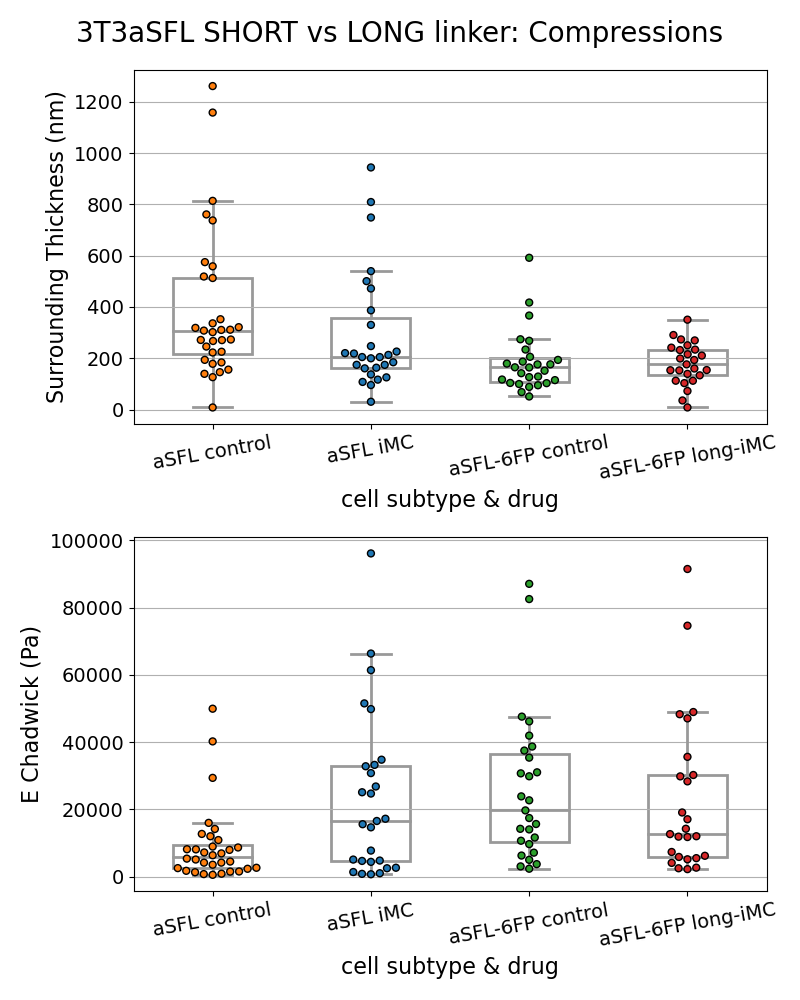 3T3aSFL SHORT vs LONG linker: Compressions
Surrounding Thickness (nm)
1200
1000
800
600
400
200
0
aSFL control
aSFL iMC
aSFL-6FP control
aSFL-6FP long-iMC
cell subtype & drug
E Chadwick (Pa)
100000
80000
60000
40000
20000
0
aSFL control
aSFL iMC
aSFL-6FP control
aSFL-6FP long-iMC
cell subtype & drug